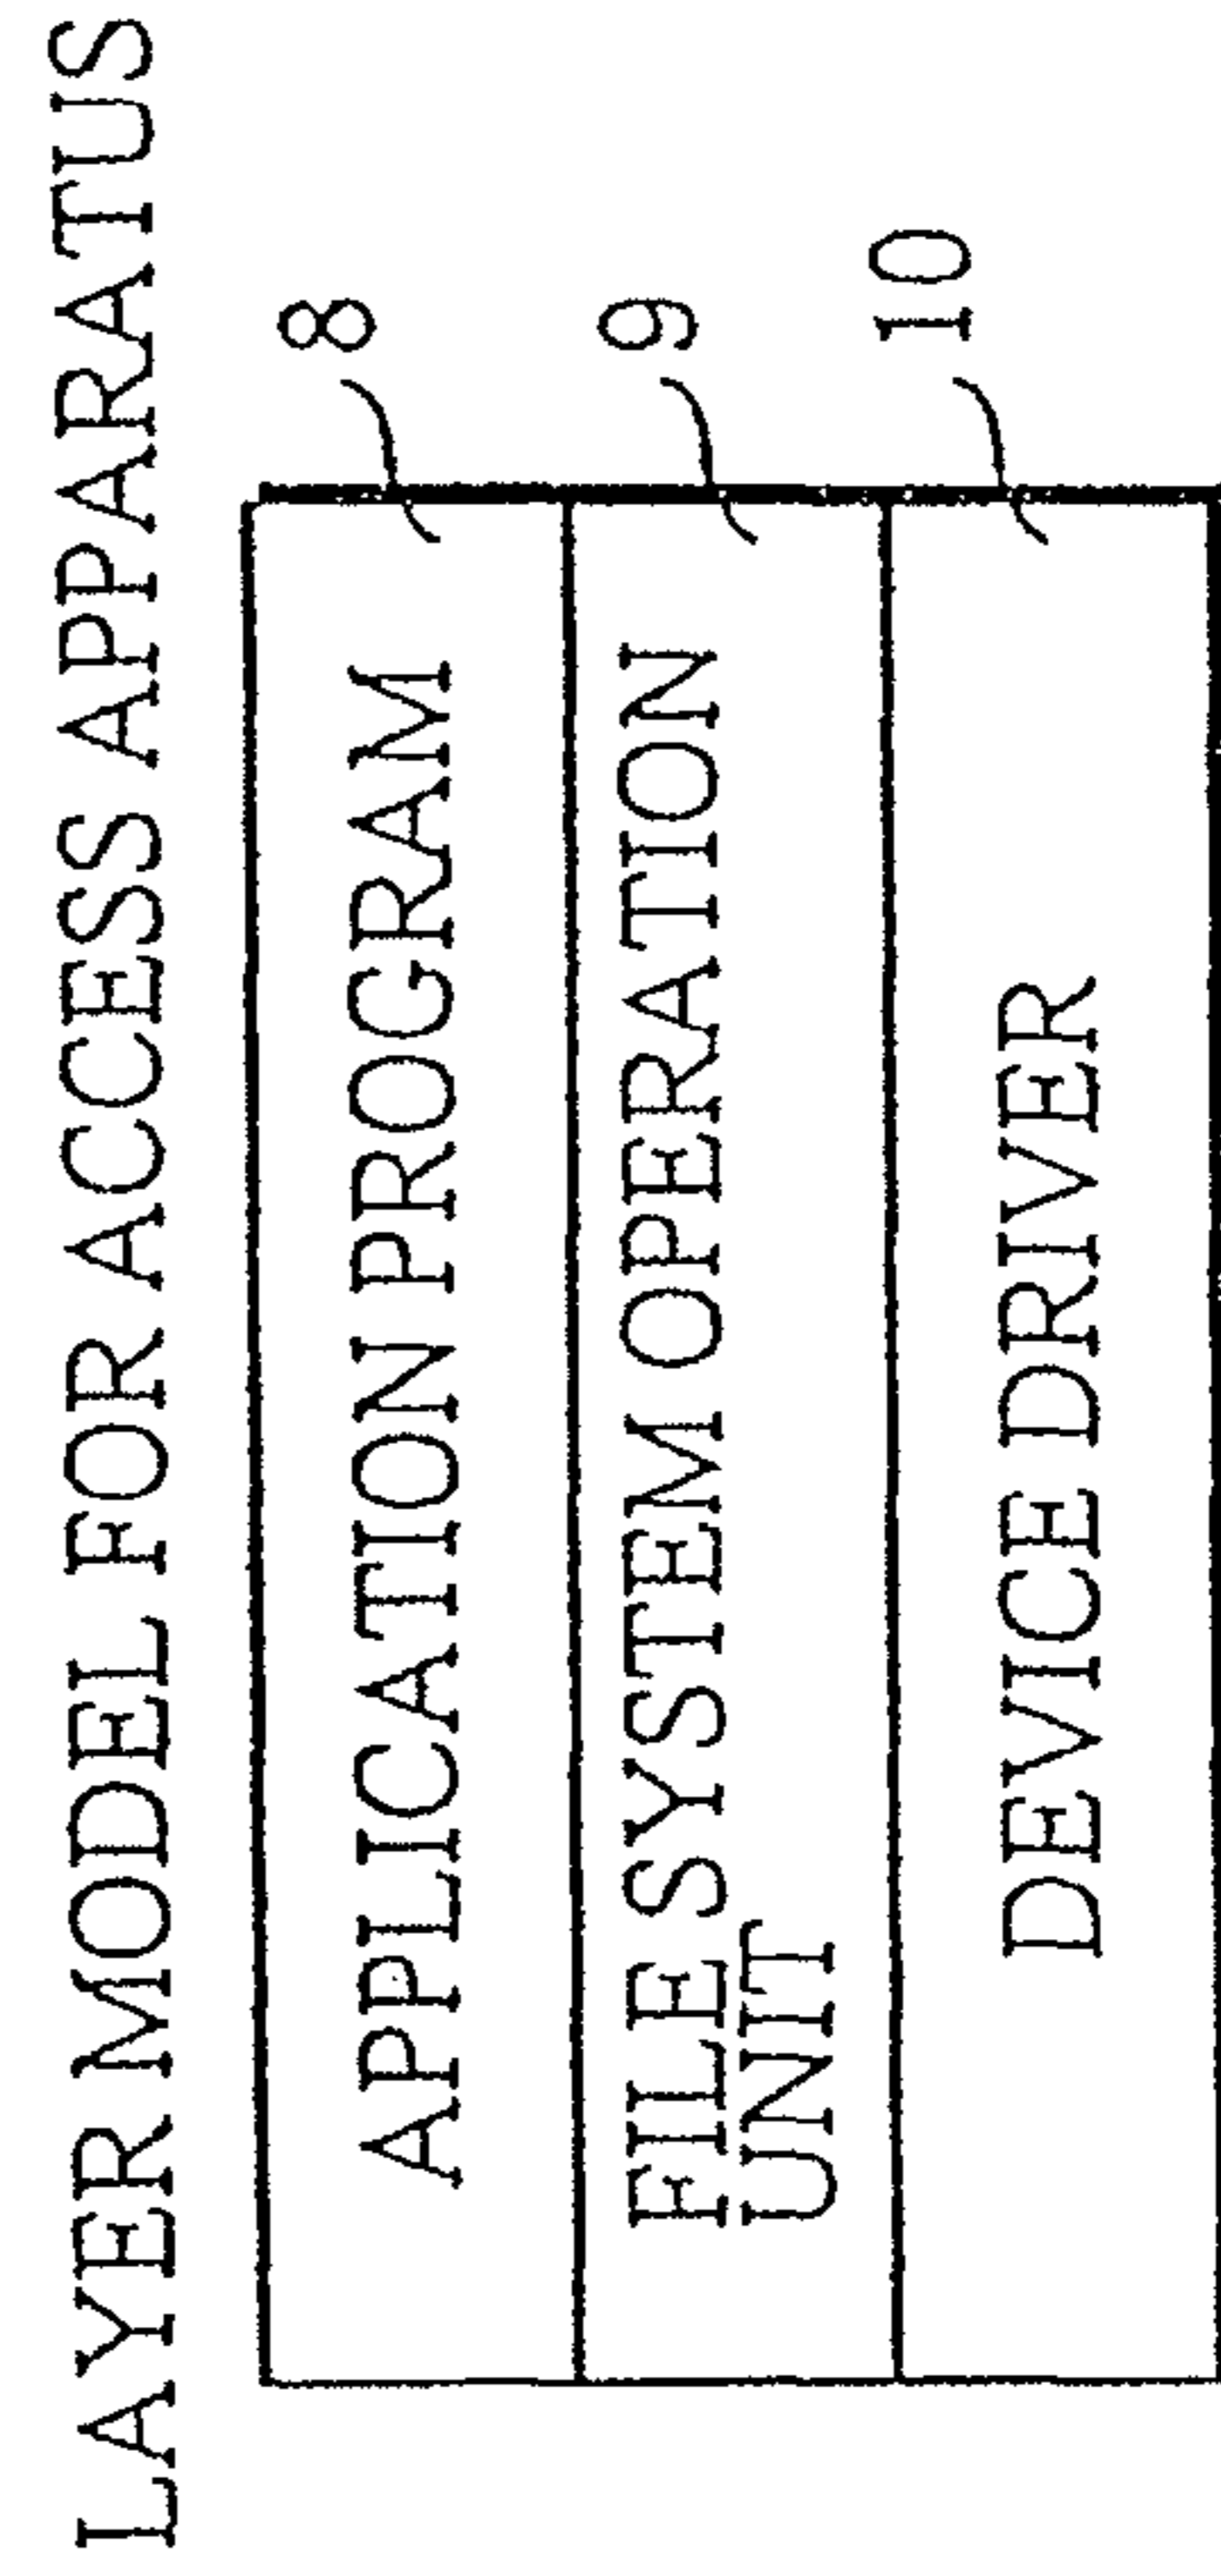 LAYER MODEL FOR ACCESS APPARATUS
APPLICATION PROGRAM
8
FILE SYSTEM OPERATION
UNIT
9
DEVICE DRIVER
10